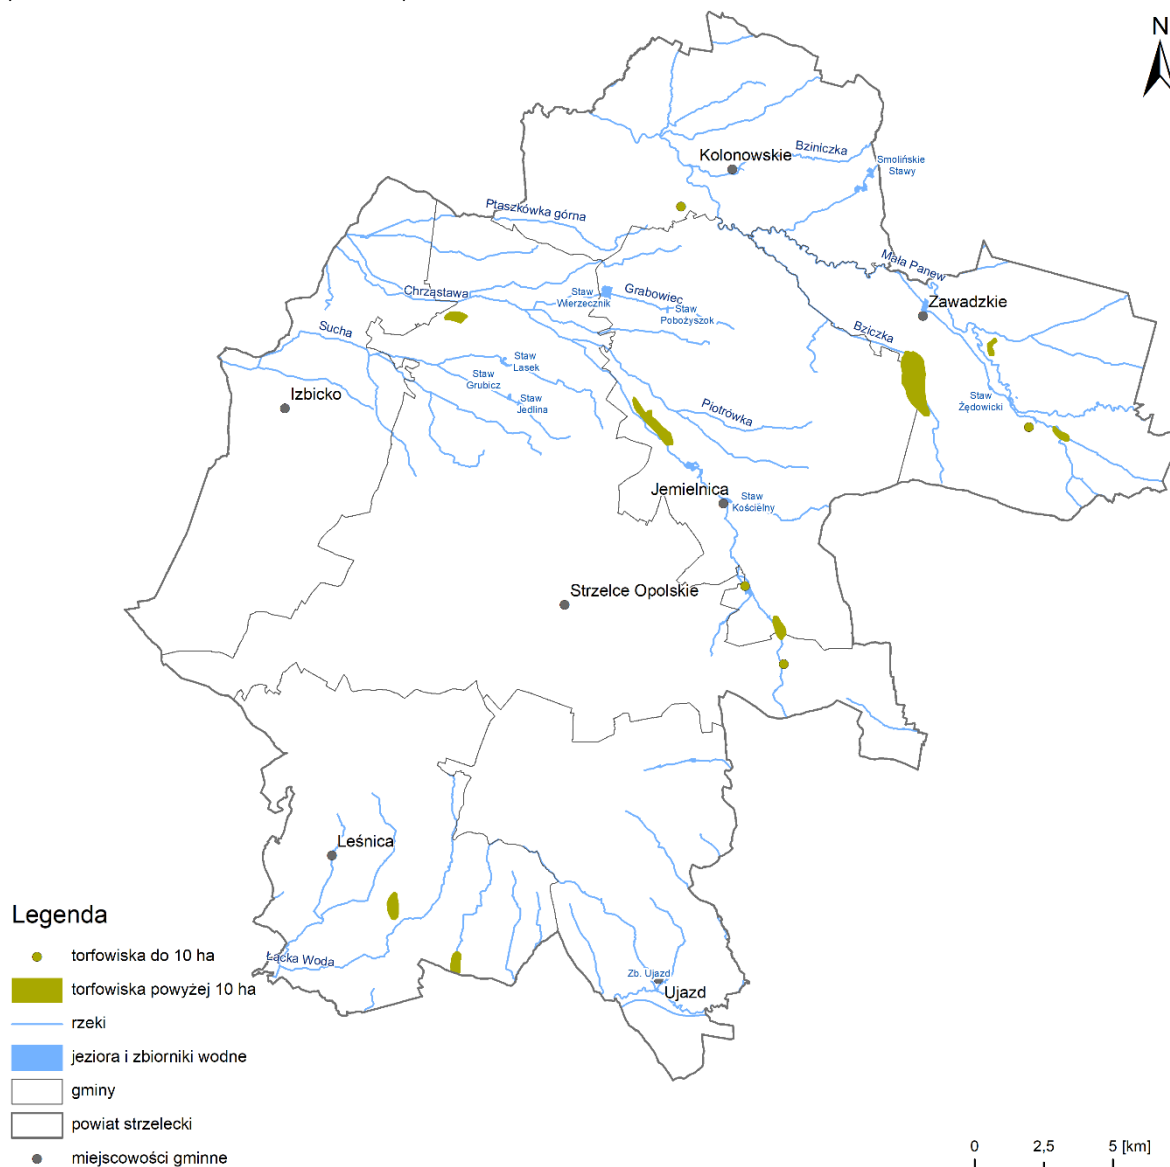 N
Kolonowskie
Bziniczka
Smolińskie
Stawy
Ptaszkówka górna
Mała Panew
Chrząstawa
Staw
Wierzecznik
Grabowiec
Staw
Pobożyszok
Zawadzkie
Sucha
Bziczka
Staw
Lasek
Staw
Grubicz
Staw
Jedlina
Izbicko
Piotrówka
Staw
Żędowicki
Jemielnica
Staw
Kościelny
Strzelce Opolskie
Leśnica
Łącka Woda
Zb. Ujazd
Ujazd
Legenda
torfowiska do 10 ha
torfowiska powyżej 10 ha
rzeki
jeziora i zbiorniki wodne
gminy
powiat strzelecki
miejscowości gminne
0 2,5 5 [km]